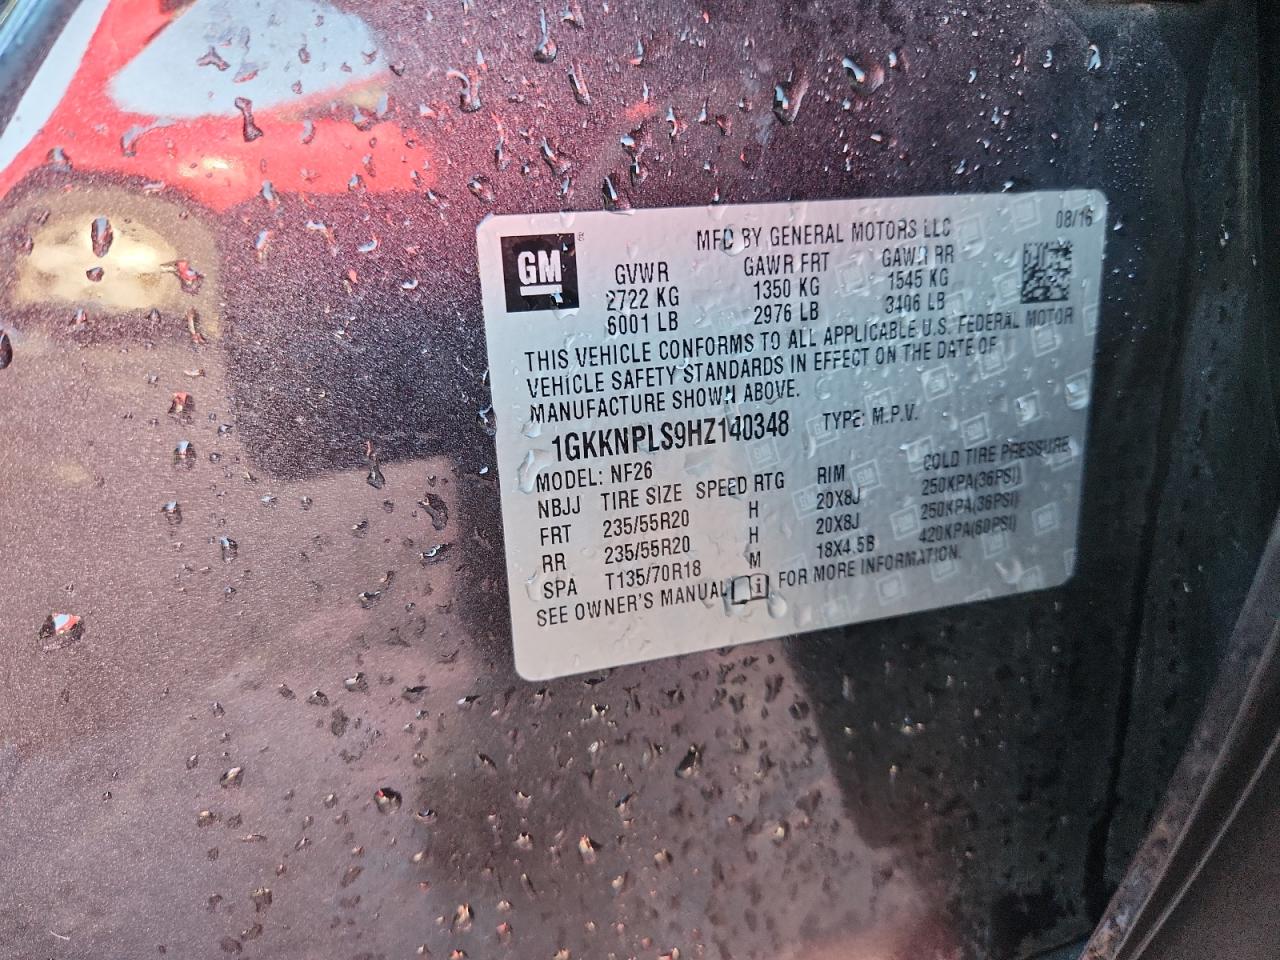 GM ®
MFD BY GENERAL MOTORS LLC 08/16
GVWR GAWR FRT GAWR RR
2722 KG 1350 KG 1545 KG
6001 LB 2976 LB 3406 LB
THIS VEHICLE CONFORMS TO ALL APPLICABLE U.S. FEDERAL MOTOR
VEHICLE SAFETY STANDARDS IN EFFECT ON THE DATE OF
MANUFACTURE SHOWN ABOVE.
1GKKNPLS9HZ140348 TYPE: M.P.V.
MODEL: NF26
NBJJ TIRE SIZE SPEED RTG RIM COLD TIRE PRESSURE
FRT 235/55R20 H 20X8J 250KPA(36PSI)
RR 235/55R20 H 20X8J 250KPA(36PSI)
SPA T135/70R18 M 18X4.5B 420KPA(60PSI)
SEE OWNER'S MANUAL FOR MORE INFORMATION.